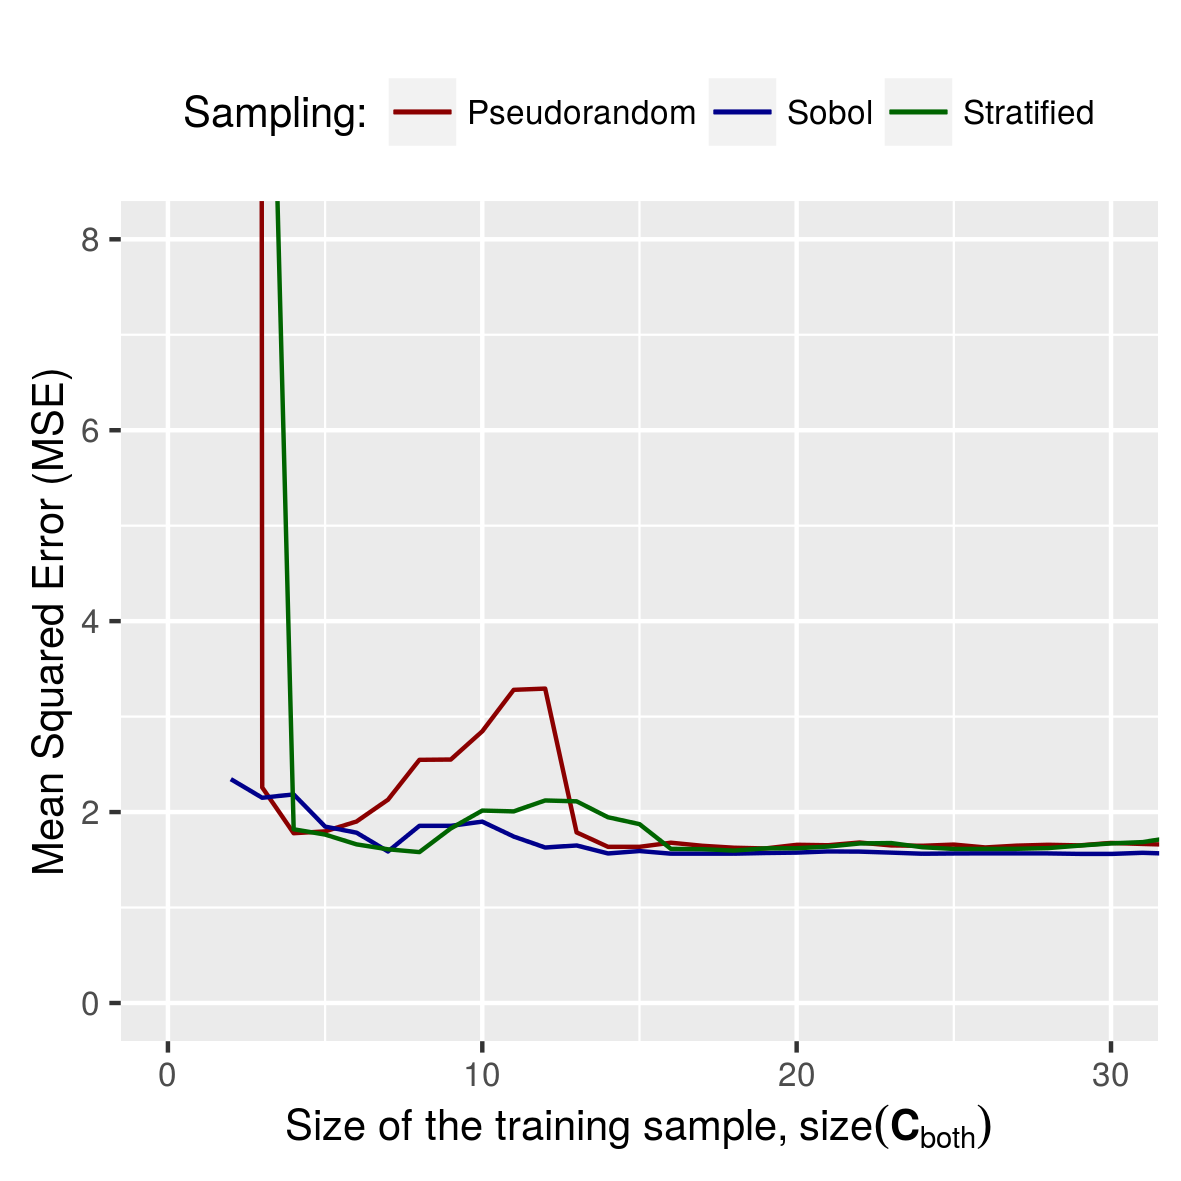 Sampling: Pseudorandom Sobol Stratified
8
6
4
2
0
Mean Squared Error (MSE)
0 10 20 30
Size of the training sample, size(C_both)